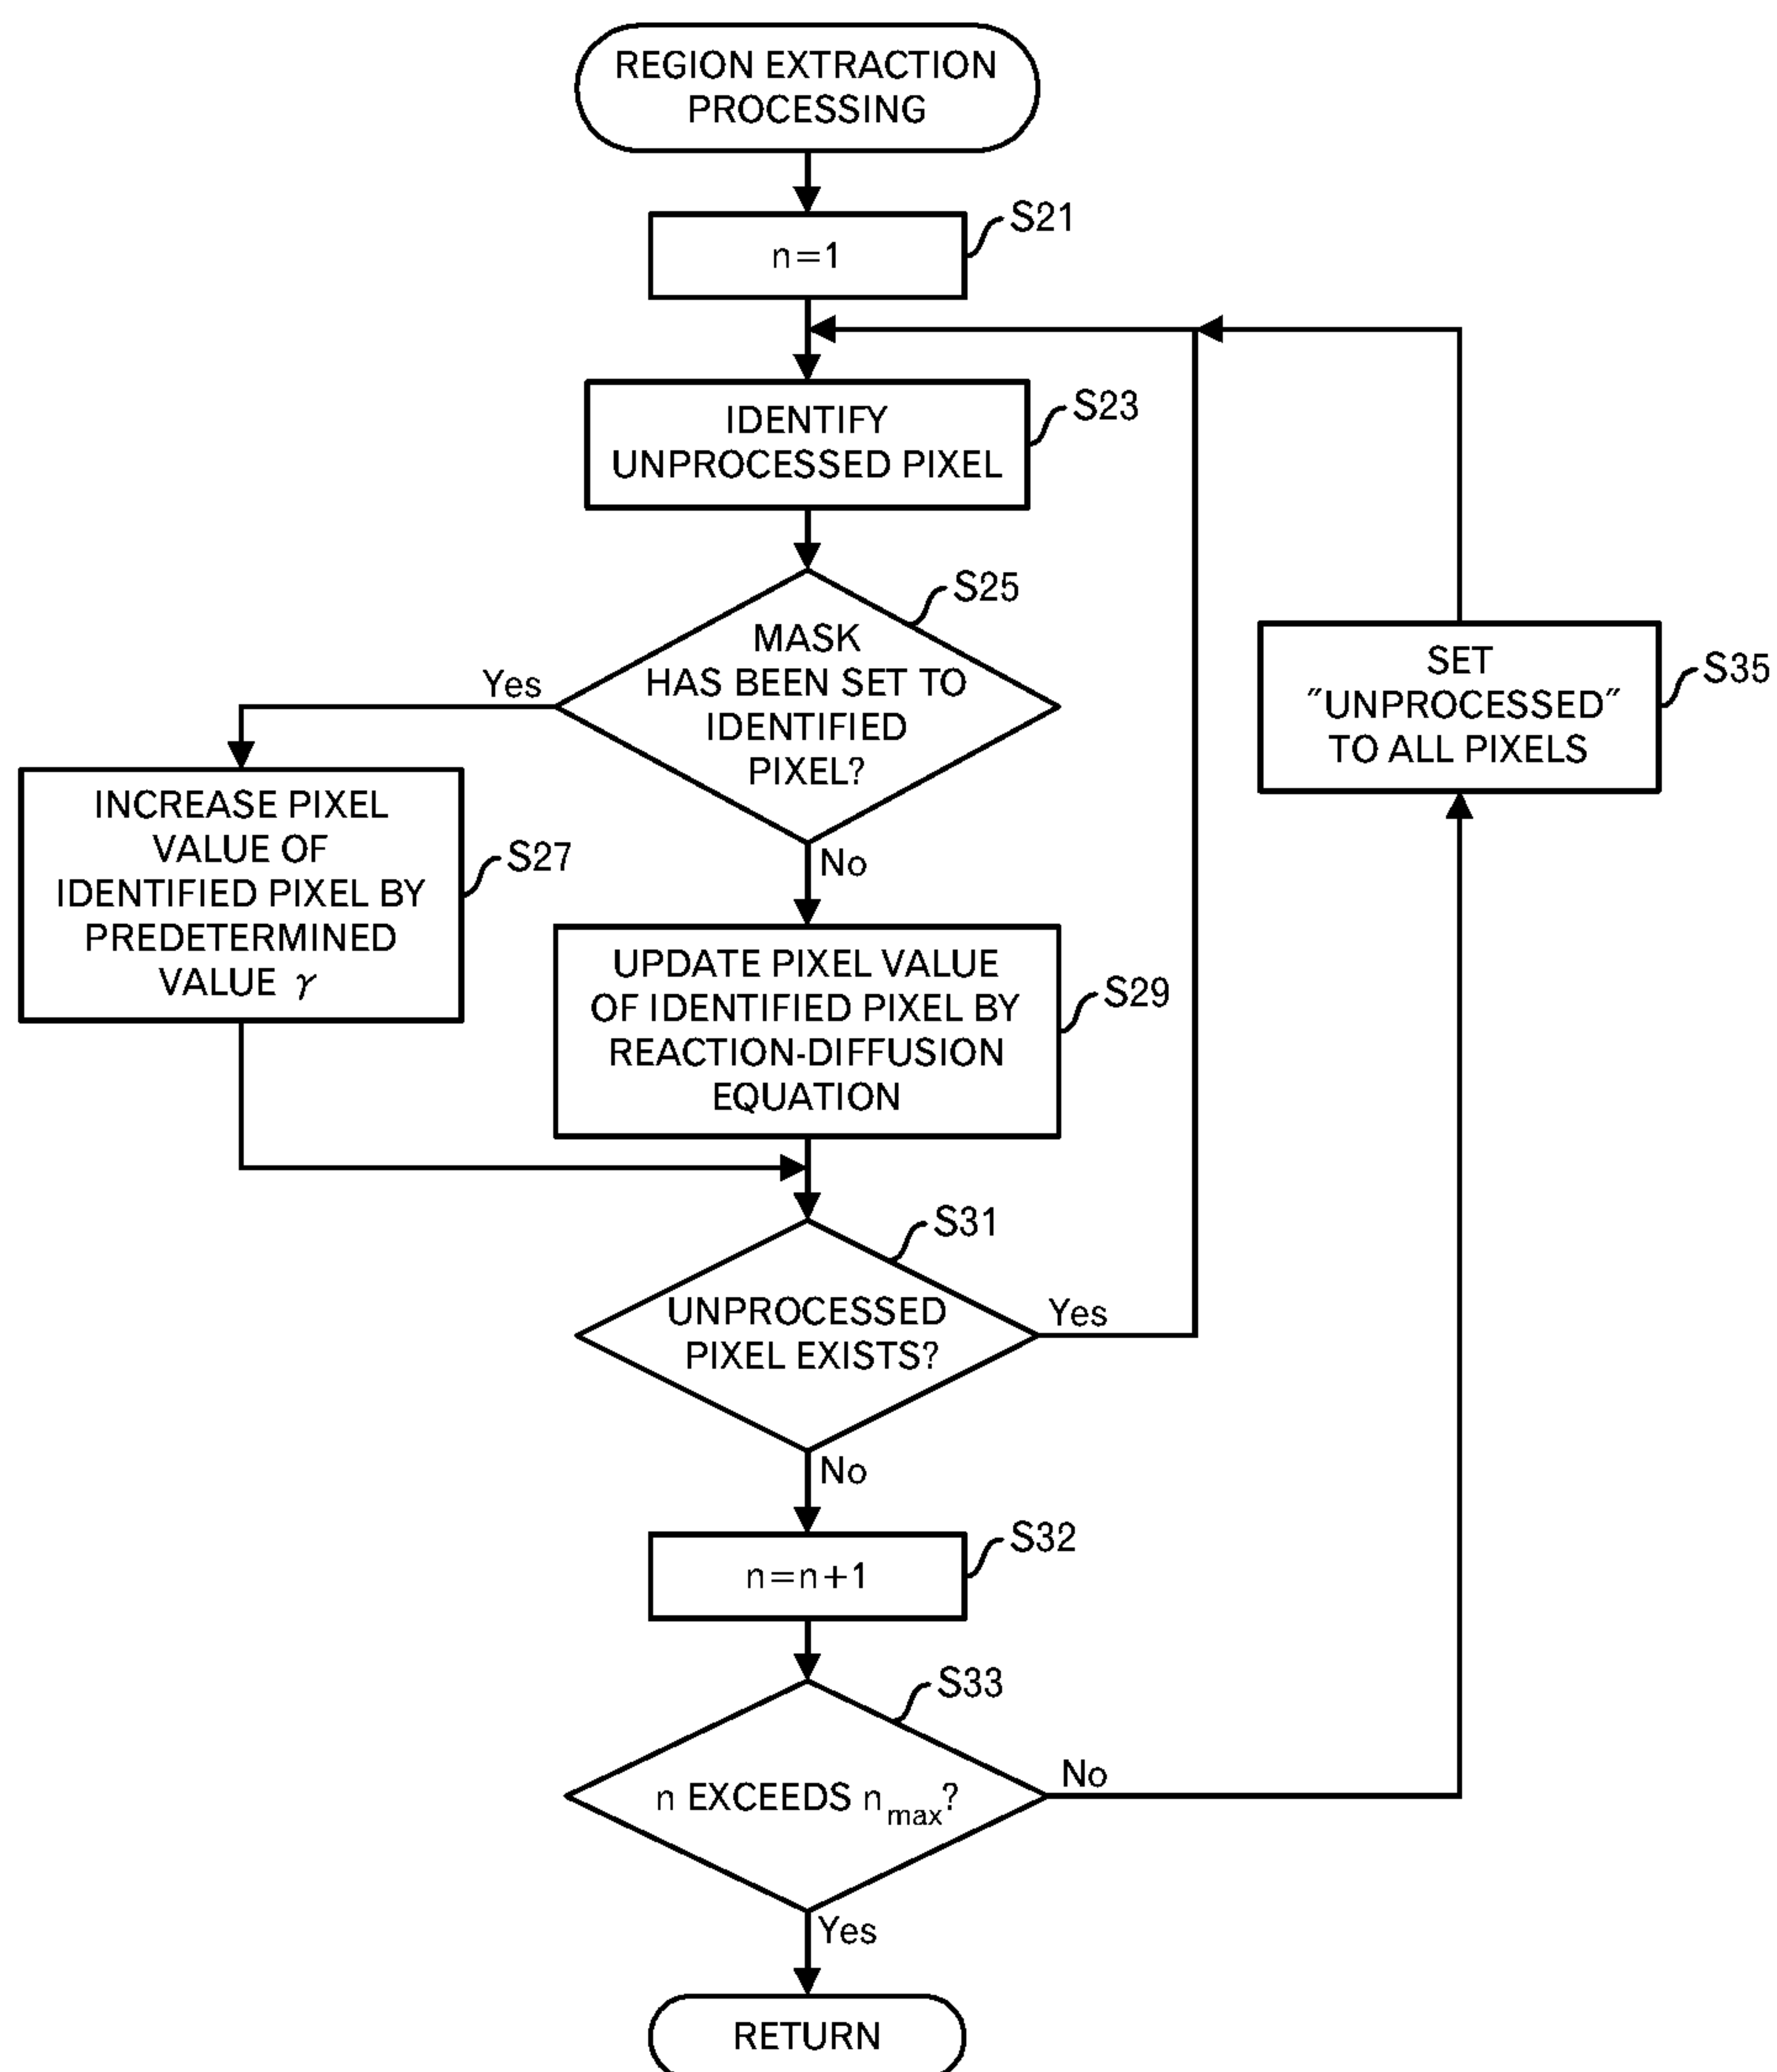 REGION EXTRACTION
PROCESSING
n=1
S21
IDENTIFY
UNPROCESSED PIXEL
S23
MASK
HAS BEEN SET TO
IDENTIFIED
PIXEL?
S25
Yes
No
INCREASE PIXEL
VALUE OF
IDENTIFIED PIXEL BY
PREDETERMINED
VALUE γ
S27
UPDATE PIXEL VALUE
OF IDENTIFIED PIXEL BY
REACTION-DIFFUSION
EQUATION
S29
UNPROCESSED
PIXEL EXISTS?
S31
Yes
No
n=n+1
S32
n EXCEEDS nmax?
S33
No
Yes
SET
"UNPROCESSED"
TO ALL PIXELS
S35
RETURN